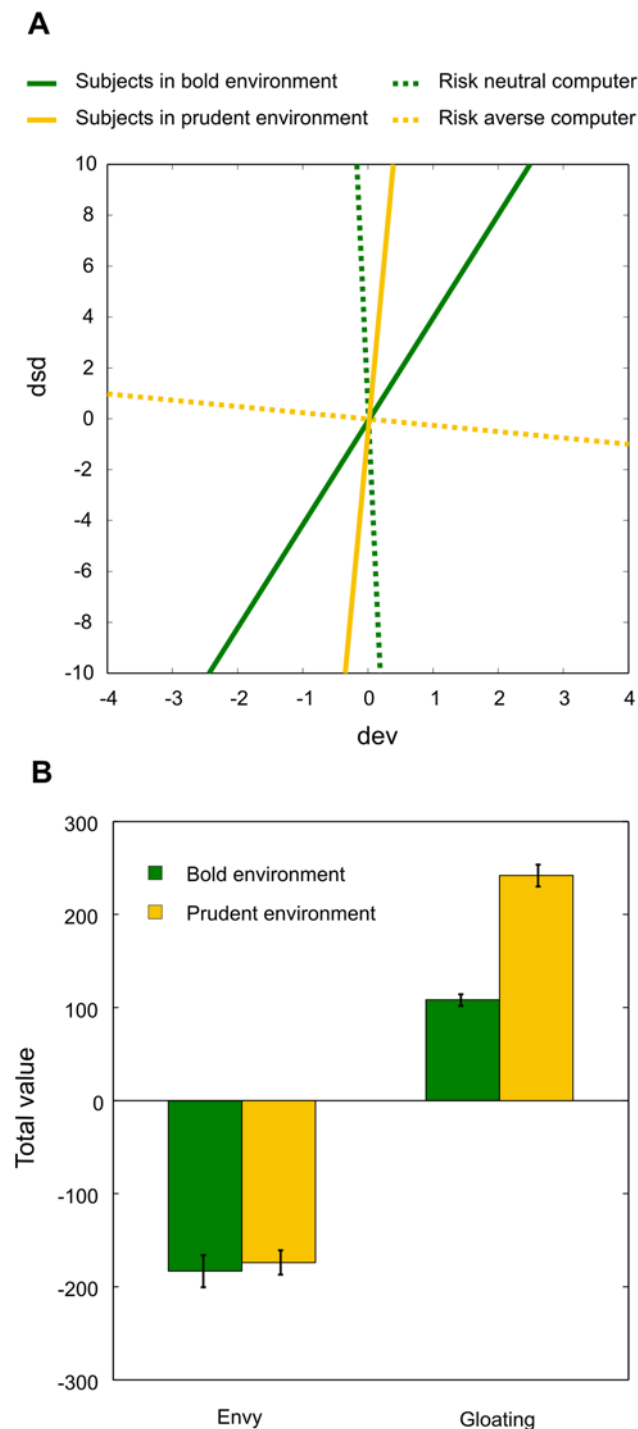 A
Subjects in bold environment
Risk neutral computer
Subjects in prudent environment
Risk averse computer
10
8
6
4
2
0
-2
-4
-6
-8
-10
dsd
-4 -3 -2 -1 0 1 2 3 4
dev
B
300
200
100
0
-100
-200
-300
Total value
Bold environment
Prudent environment
Envy Gloating